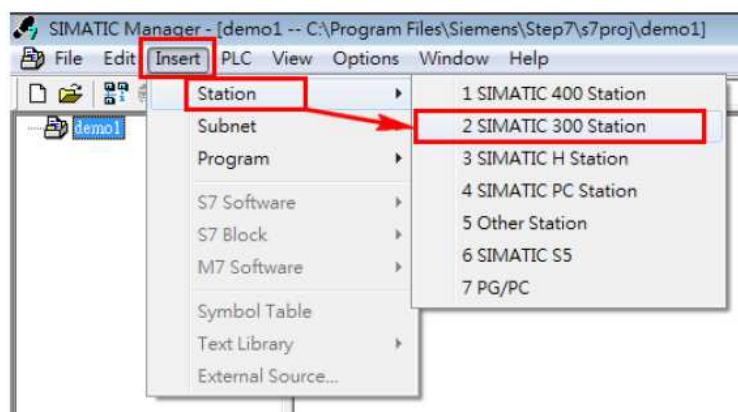 SIMATIC Manager - [demo1 -- C:\Program Files\Siemens\Step7\s7proj\demo1]
File Edit Insert PLC View Options Window Help
demo1
Station
Subnet
Program
S7 Software
S7 Block
M7 Software
Symbol Table
Text Library
External Source...
1 SIMATIC 400 Station
2 SIMATIC 300 Station
3 SIMATIC H Station
4 SIMATIC PC Station
5 Other Station
6 SIMATIC S5
7 PG/PC